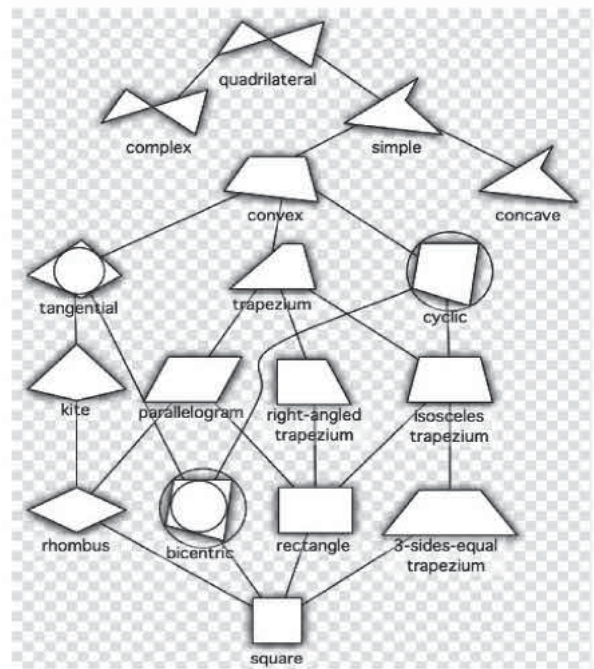 quadrilateral
complex
simple
convex
concave
tangential
trapezium
cyclic
kite
parallelogram
right-angled
trapezium
isosceles
trapezium
rhombus
bicentric
rectangle
3-sides-equal
trapezium
square